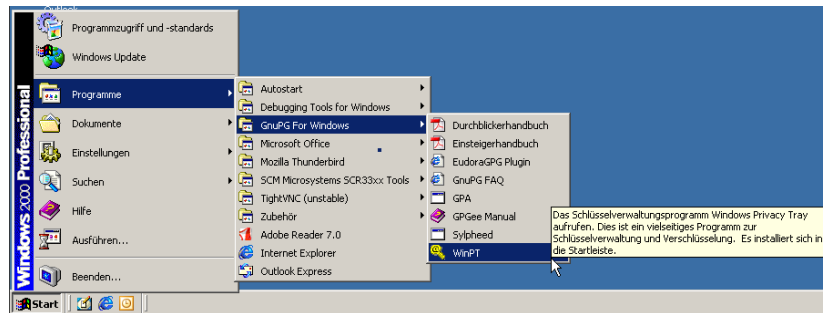 Outlook
Programmzugriff und -standards
Windows Update
Programme
Dokumente
Einstellungen
Suchen
Hilfe
Ausführen...
Beenden...
Windows 2000 Professional
Autostart
Debugging Tools for Windows
GnuPG For Windows
Microsoft Office
Mozilla Thunderbird
SCM Microsystems SCR33xx Tools
TightVNC (unstable)
Zubehör
Adobe Reader 7.0
Internet Explorer
Outlook Express
Durchblickerhandbuch
Einsteigerhandbuch
EudoraGPG Plugin
GnuPG FAQ
GPA
GPGee Manual
Sylpheed
WinPT
Das Schlüsselverwaltungsprogramm Windows Privacy Tray
aufrufen. Dies ist ein vielseitiges Programm zur
Schlüsselverwaltung und Verschlüsselung. Es installiert sich in
die Startleiste.
Start